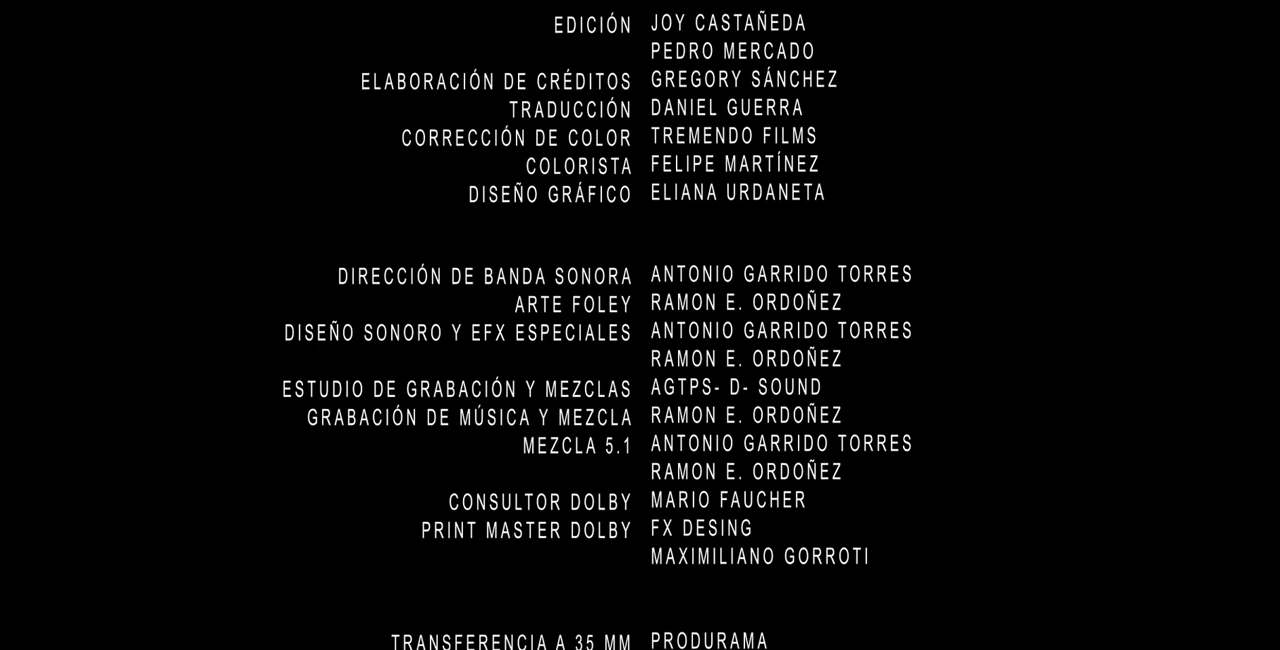 EDICIÓN JOY CASTAÑEDA
PEDRO MERCADO
ELABORACIÓN DE CRÉDITOS GREGORY SÁNCHEZ
TRADUCCIÓN DANIEL GUERRA
CORRECCIÓN DE COLOR TREMENDO FILMS
COLORISTA FELIPE MARTÍNEZ
DISEÑO GRÁFICO ELIANA URDANETA
DIRECCIÓN DE BANDA SONORA ANTONIO GARRIDO TORRES
ARTE FOLEY RAMON E. ORDOÑEZ
DISEÑO SONORO Y EFX ESPECIALES ANTONIO GARRIDO TORRES
RAMON E. ORDOÑEZ
ESTUDIO DE GRABACIÓN Y MEZCLAS AGTPS- D- SOUND
GRABACIÓN DE MÚSICA Y MEZCLA RAMON E. ORDOÑEZ
MEZCLA 5.1 ANTONIO GARRIDO TORRES
RAMON E. ORDOÑEZ
CONSULTOR DOLBY MARIO FAUCHER
PRINT MASTER DOLBY FX DESING
MAXIMILIANO GORROTI
TRANSFERENCIA A 35 MM PRODURAMA